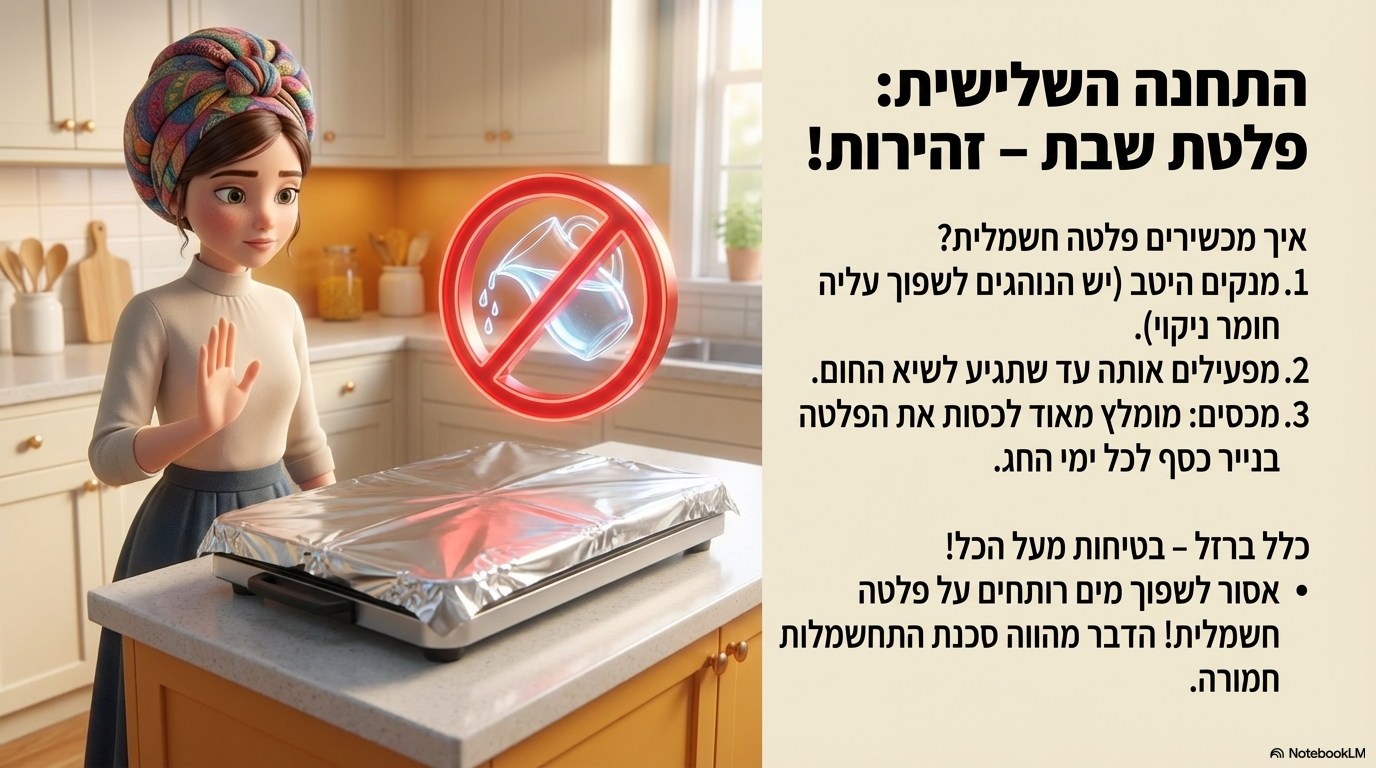 התחנה השלישית:
פלטת שבת – זהירות!
איך מכשירים פלטה חשמלית?
1. מנקים היטב (יש הנוהגים לשפוך עליה
חומר ניקוי).
2. מפעילים אותה עד שתגיע לשיא החום.
3. מכסים: מומלץ מאוד לכסות את הפלטה
בנייר כסף לכל ימי החג.
כלל ברזל – בטיחות מעל הכל!
• אסור לשפוך מים רותחים על פלטה
חשמלית! הדבר מהווה סכנת התחשמלות
חמורה.
NotebookLM